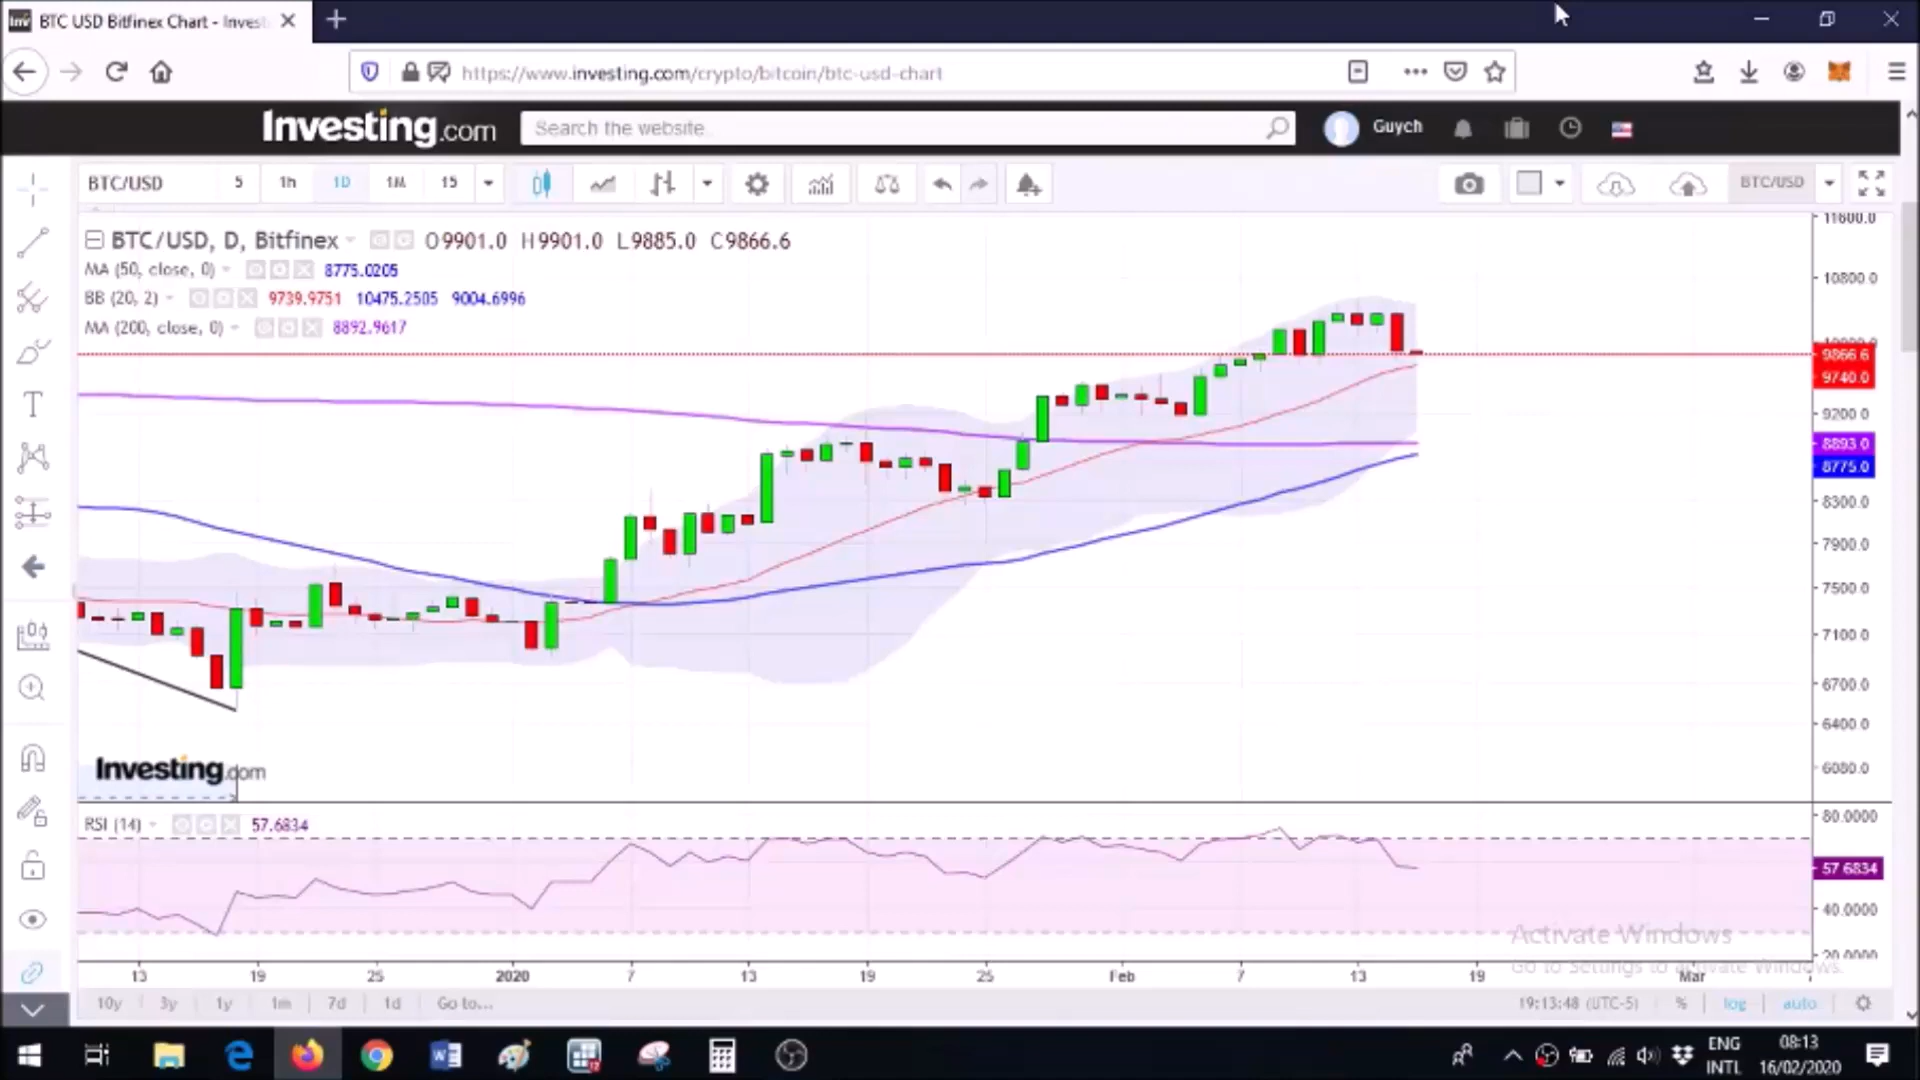 BTC USD Bitfinex Chart - Invest
https://www.investing.com/crypto/bitcoin/btc-usd-chart
Investing.com
Search the website
Guych
BTC/USD 5 1h 1D 1M 15
BTC/USD
BTC/USD, D, Bitfinex O9901.0 H9901.0 L9885.0 C9866.6
MA (50, close, 0) 8775.0205
BB (20, 2) 9739.9751 10475.2505 9004.6996
MA (200, close, 0) 8892.9617
11600.0
10800.0
9866.6
9740.0
9200.0
8893.0
8775.0
8300.0
7900.0
7500.0
7100.0
6700.0
6400.0
6080.0
Investing.com
RSI (14) 57.6834
80.0000
57.6834
40.0000
20.0000
Activate Windows
Go to Settings to activate Windows.
13 19 25 2020 7 13 19 25 Feb 7 13 19 Mar
10y 3y 1y 1m 7d 1d Go to... 19:13:48 (UTC-5) % log auto
ENG
INTL
08:13
16/02/2020